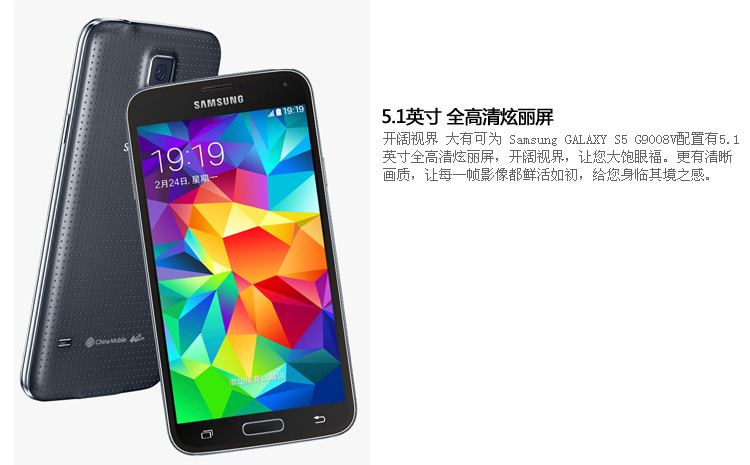 SAMSUNG
19:19
19:19
2月24日, 星期一
China Mobile 4G
5.1英寸 全高清炫丽屏
开阔视界 大有可为 Samsung GALAXY S5 G9008V配置有5.1
英寸全高清炫丽屏，开阔视界，让您大饱眼福。更有清晰
画质，让每一帧影像都鲜活如初，给您身临其境之感。